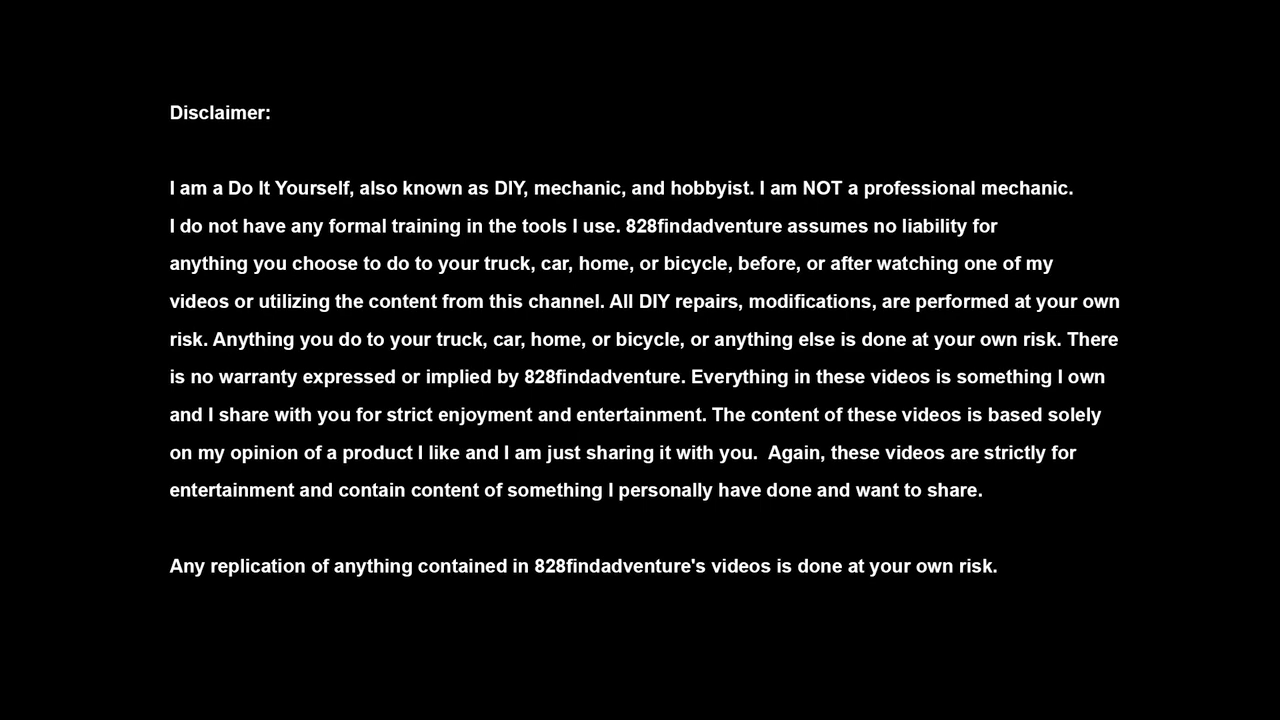 Disclaimer:
I am a Do It Yourself, also known as DIY, mechanic, and hobbyist. I am NOT a professional mechanic.
I do not have any formal training in the tools I use. 828findadventure assumes no liability for
anything you choose to do to your truck, car, home, or bicycle, before, or after watching one of my
videos or utilizing the content from this channel. All DIY repairs, modifications, are performed at your own
risk. Anything you do to your truck, car, home, or bicycle, or anything else is done at your own risk. There
is no warranty expressed or implied by 828findadventure. Everything in these videos is something I own
and I share with you for strict enjoyment and entertainment. The content of these videos is based solely
on my opinion of a product I like and I am just sharing it with you.  Again, these videos are strictly for
entertainment and contain content of something I personally have done and want to share.
Any replication of anything contained in 828findadventure's videos is done at your own risk.